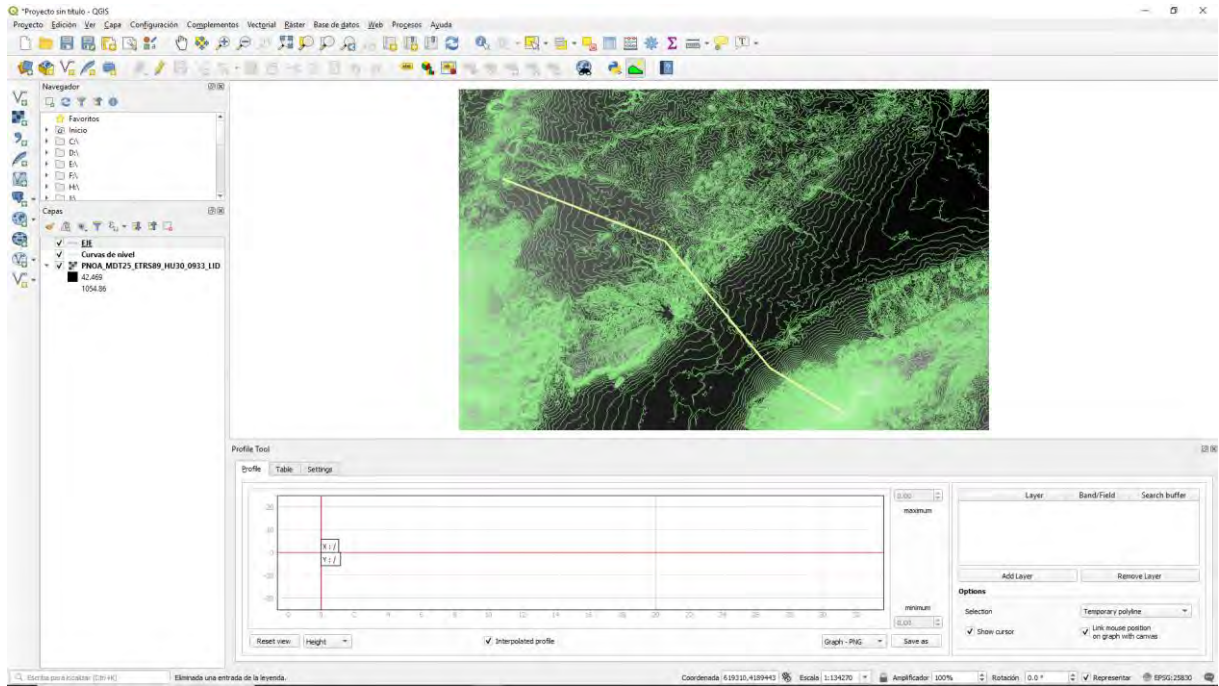 *Proyecto sin título - QGIS
Proyecto Edición Ver Capa Configuración Complementos Vectorial Ráster Base de datos Web Procesos Ayuda
Navegador
Favoritos
Inicio
C:\
D:\
E:\
F:\
H:\
Capas
EJE
Curvas de nivel
PNOA_MDT25_ETRS89_HU30_0933_LID
42.469
1054.86
Profile Tool
Profile Table Settings
maximum
X : /
Y : /
minimum
Reset view Height Interpolated profile Graph - PNG Save as
Layer Band/Field Search buffer
Add Layer Remove Layer
Options
Selection Temporary polyline
Show cursor Link mouse position
on graph with canvas
Eliminada una entrada de la leyenda. Coordenada 619310,4189443 Escala 1:134270 Amplificador 100% Rotación 0.0 ° Representar EPSG:25830